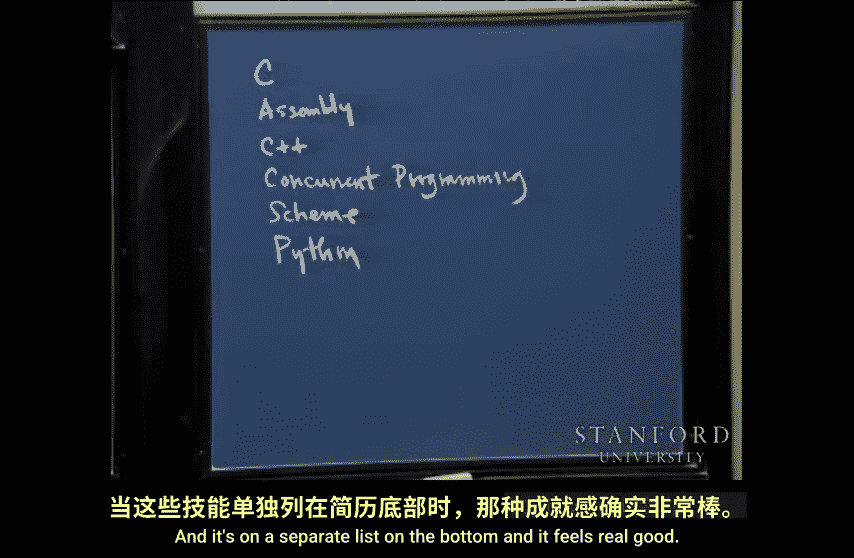 C
Assembly
C++
Concurrent Programming
Scheme
Python
STANFORD
UNIVERSITY
当这些技能单独列在简历底部时，那种成就感确实非常棒。
And it's on a separate list on the bottom and it feels real good.